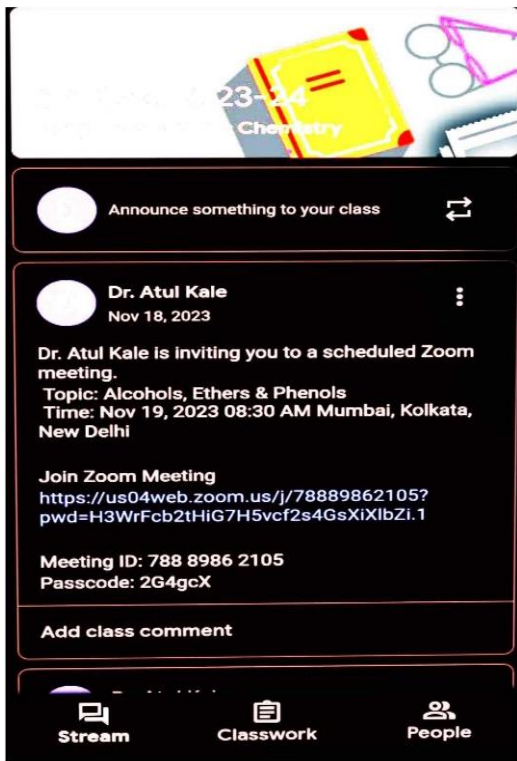 23-24
Chemistry
Announce something to your class
Dr. Atul Kale
Nov 18, 2023
Dr. Atul Kale is inviting you to a scheduled Zoom
meeting.
Topic: Alcohols, Ethers & Phenols
Time: Nov 19, 2023 08:30 AM Mumbai, Kolkata,
New Delhi
Join Zoom Meeting
https://us04web.zoom.us/j/78889862105?
pwd=H3WrFcb2tHiG7H5vcf2s4GsXiXlbZi.1
Meeting ID: 788 8986 2105
Passcode: 2G4gcX
Add class comment
Stream
Classwork
People